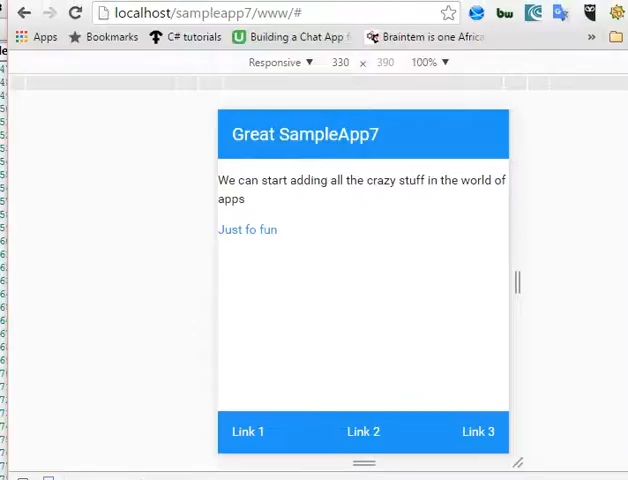 localhost/sampleapp7/www/#
Apps Bookmarks C# tutorials Building a Chat App Braintem is one Africa »
Responsive ▼ 330 x 390 100% ▼
Great SampleApp7
We can start adding all the crazy stuff in the world of
apps
Just fo fun
Link 1 Link 2 Link 3